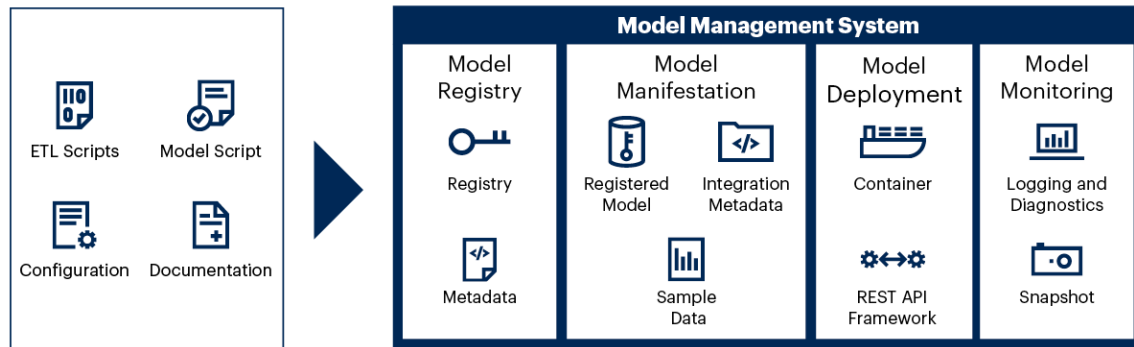 ETL Scripts
Model Script
Configuration
Documentation
Model Management System
Model
Registry
Registry
Metadata
Model
Manifestation
Registered
Model
Integration
Metadata
Sample
Data
Model
Deployment
Container
REST API
Framework
Model
Monitoring
Logging and
Diagnostics
Snapshot